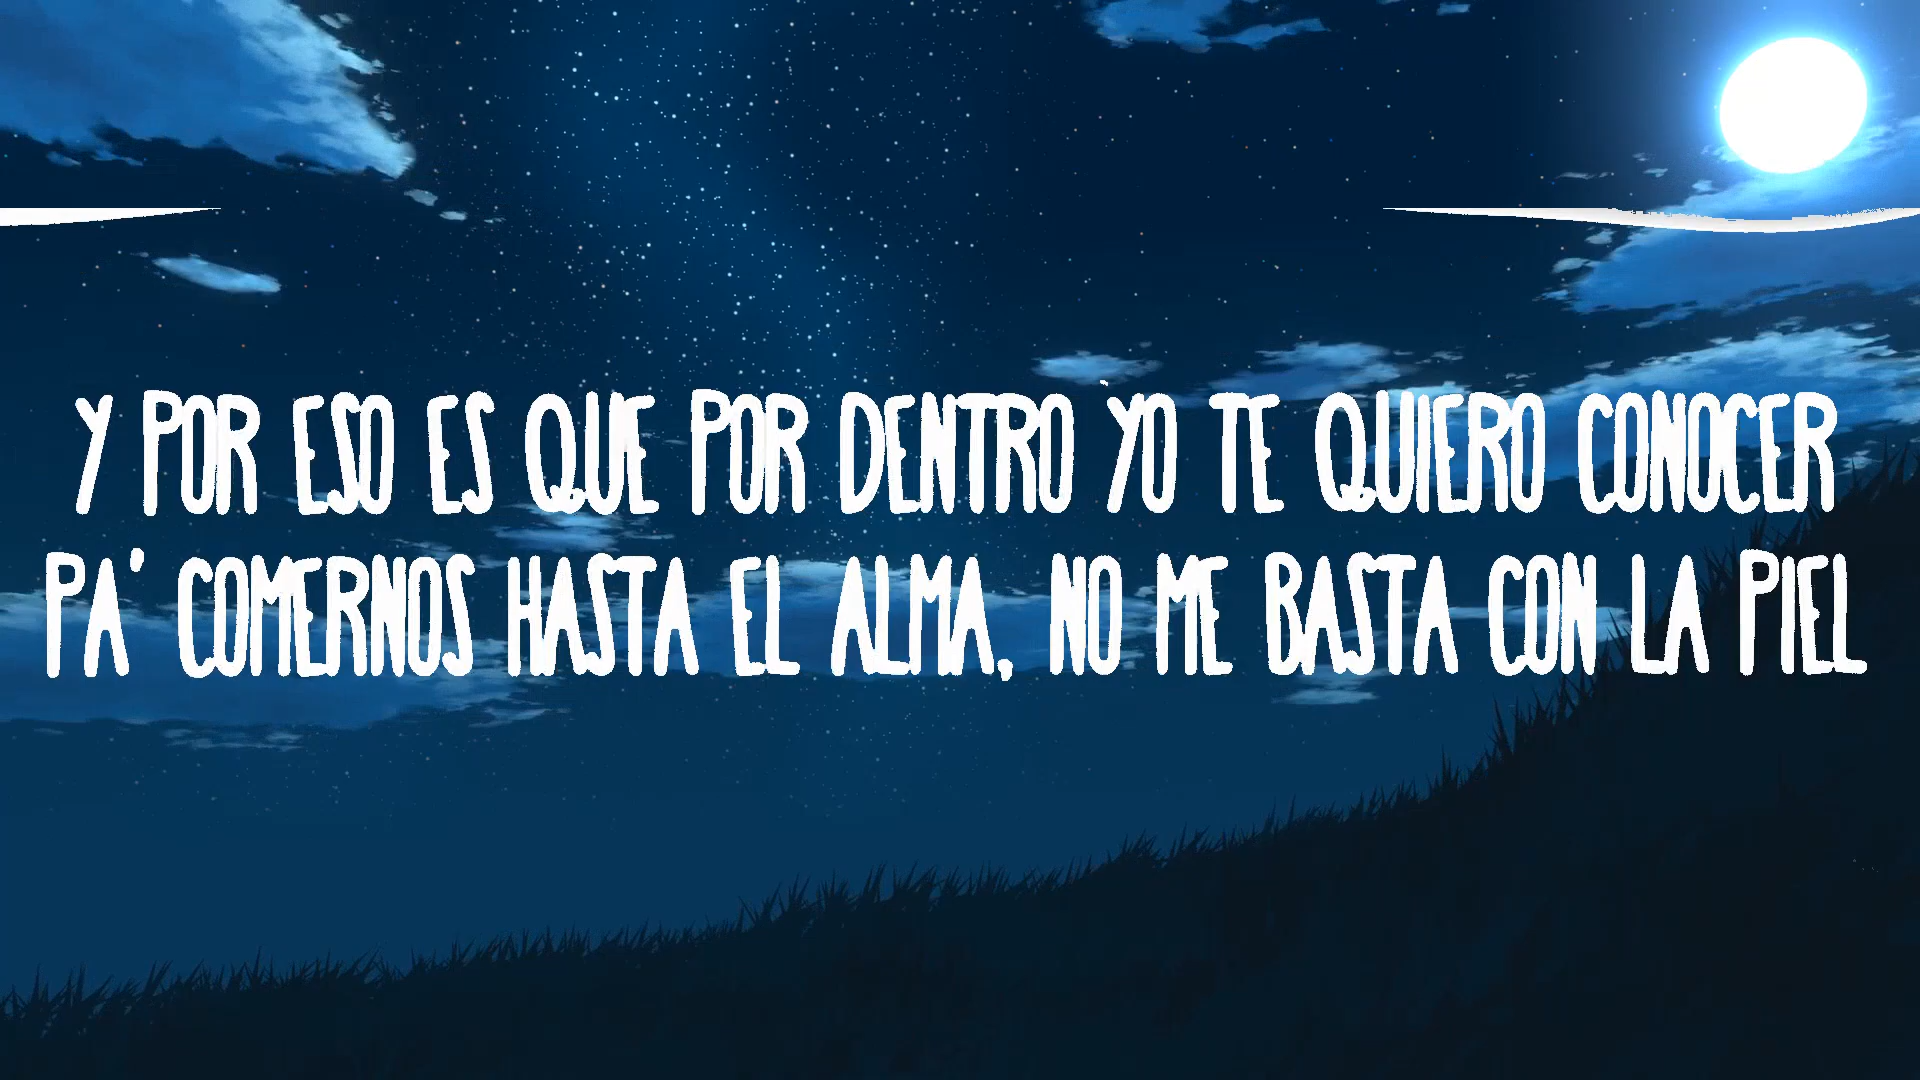 Y POR ESO ES QUE POR DENTRO YO TE QUIERO CONOCER
PA' COMERNOS HASTA EL ALMA, NO ME BASTA CON LA PIEL